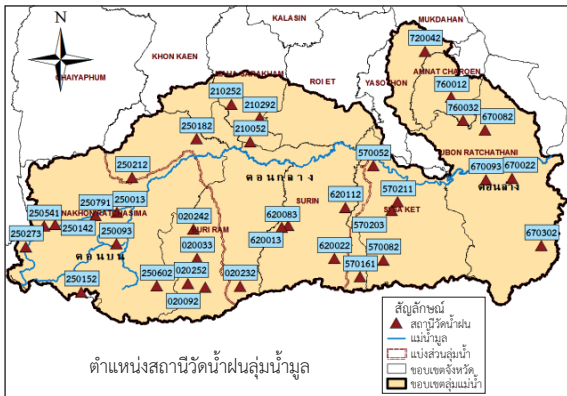 N
MUKDAHAN
KALASIN
KHON KAEN
720042
CHAIYAPHUM
MAHA SARAKHAM
ROI ET
YASOTHON
AMNAT CHAROEN
760012
210252
210292
760032
670082
250182
210052
570052
UBON RATCHATHANI
250212
670093
670022
ตอนกลาง
ตอนล่าง
250791
250013
SURIN
620112
570211
250541
NAKHON RATCHASIMA
020242
620083
SISA KET
250273
250142
250093
BURI RAM
620013
570203
670302
ตอนบน
020033
620022
570082
250152
250602
020252
020232
570161
020092
สัญลักษณ์
สถานีวัดน้ำฝน
แม่น้ำมูล
แบ่งส่วนลุ่มน้ำ
ขอบเขตจังหวัด
ขอบเขตลุ่มแม่น้ำ
ตำแหน่งสถานีวัดน้ำฝนลุ่มน้ำมูล